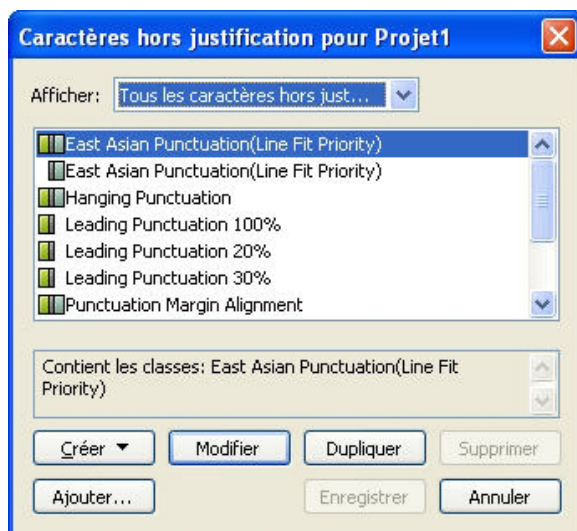 Caractères hors justification pour Projet1
Afficher: Tous les caractères hors just...
East Asian Punctuation(Line Fit Priority)
East Asian Punctuation(Line Fit Priority)
Hanging Punctuation
Leading Punctuation 100%
Leading Punctuation 20%
Leading Punctuation 30%
Punctuation Margin Alignment
Contient les classes: East Asian Punctuation(Line Fit
Priority)
Créer Modifier Dupliquer Supprimer
Ajouter... Enregistrer Annuler